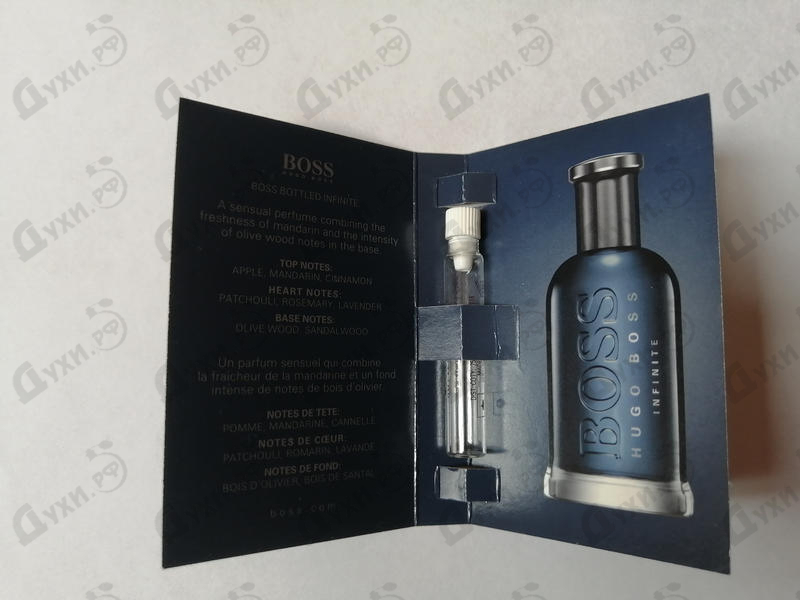 BOSS
HUGO BOSS
BOSS BOTTLED INFINITE
A sensual perfume combining the
freshness of mandarin and the intensity
of olive wood notes in the base.
TOP NOTES:
APPLE, MANDARIN, CINNAMON
HEART NOTES:
PATCHOULI, ROSEMARY, LAVENDER
BASE NOTES:
OLIVE WOOD, SANDALWOOD
Un parfum sensuel qui combine
la fraicheur de la mandarine et un fond
intense de notes de bois d'olivier.
NOTES DE TETE:
POMME, MANDARINE, CANNELLE
NOTES DE CŒUR:
PATCHOULI, ROMARIN, LAVANDE
NOTES DE FOND:
BOIS D'OLIVIER, BOIS DE SANTAL
boss.com
BOSS
HUGO BOSS
INFINITE
Духи.рф